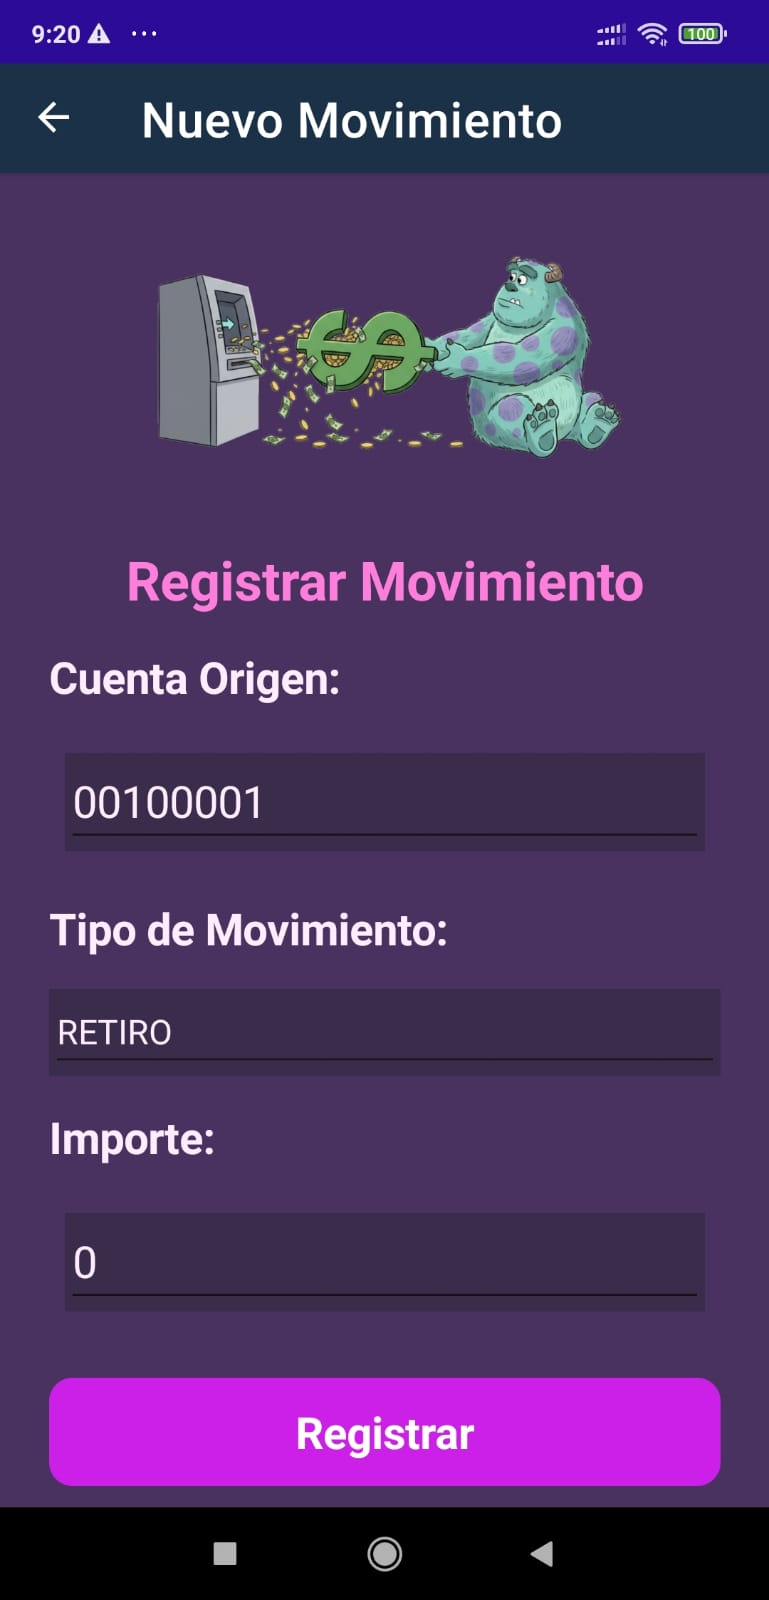 9:20
100
Nuevo Movimiento
Registrar Movimiento
Cuenta Origen:
00100001
Tipo de Movimiento:
RETIRO
Importe:
0
Registrar